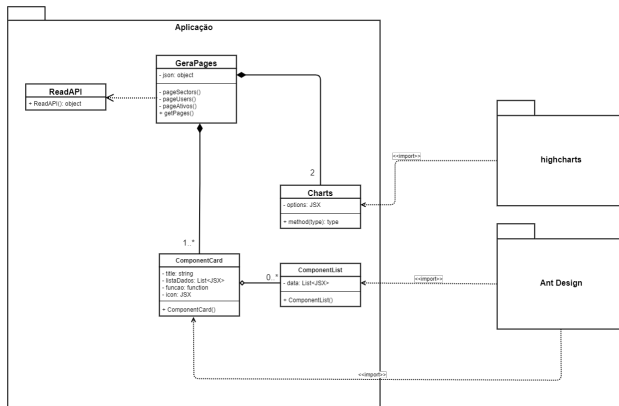 Aplicação
GeraPages
- json: object
- pageSectors()
- pageUsers()
- pageAtivos()
+ getPages()
ReadAPI
+ ReadAPI(): object
2
Charts
- options: JSX
+ method(type): type
<<import>>
highcharts
1..*
ComponentCard
- title: string
- listaDados: List<JSX>
- funcao: function
- icon: JSX
+ ComponentCard()
0..*
ComponentList
- data: List<JSX>
+ ComponentList()
<<import>>
Ant Design
<<import>>